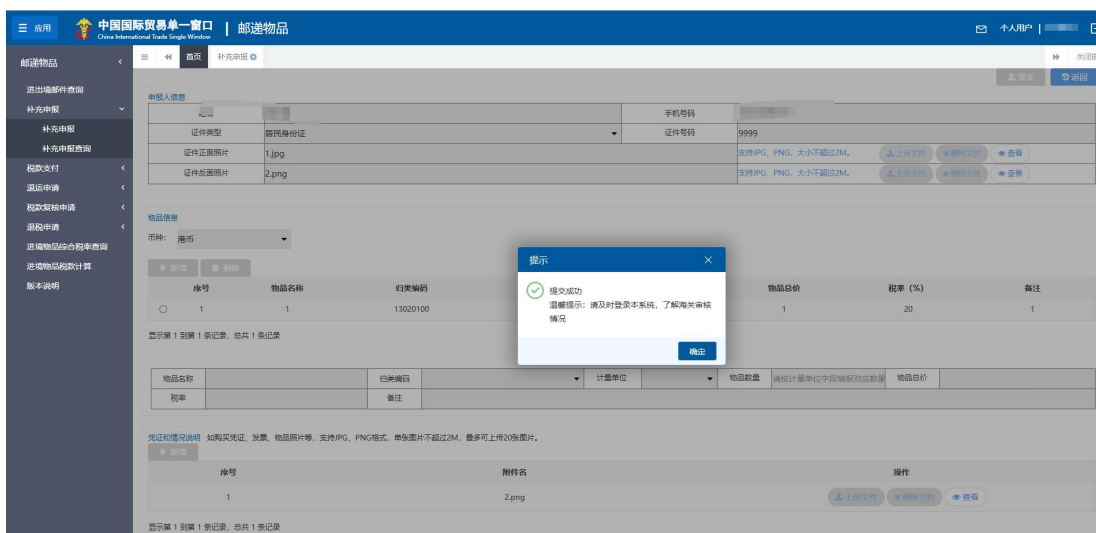 应用
中国国际贸易单一窗口 | 邮递物品
China International Trade Single Window
个人用户 |
邮递物品
进出境邮件查询
补充申报
补充申报
补充申报查询
税款支付
退运申请
税款复核申请
退税申请
进境物品综合税率查询
进境物品税款计算
版本说明
首页 补充申报
提交 返回
申报人信息
手机号码
证件类型 居民身份证 证件号码 9999
证件正面照片 1.jpg 支持JPG、PNG,大小不超过2M。 上传文件 删除文件 查看
证件反面照片 2.png 支持JPG、PNG,大小不超过2M。 上传文件 删除文件 查看
物品信息
币种: 港币
新增 删除
序号 物品名称 归类编码 物品总价 税率(%) 备注
1 1 13020100 1 20 1
显示第 1 到第 1 条记录,总共 1 条记录
提示
提交成功
温馨提示:请及时登录本系统,了解海关审核
情况
确定
物品名称 归类编码 计量单位 物品数量 请按计量单位字段填报对应数量 物品总价
税率 备注
凭证和情况说明 如购买凭证、发票、物品照片等,支持JPG、PNG格式,单张图片不超过2M,最多可上传20张图片。
新增
序号 附件名 操作
1 2.png 上传文件 删除文件 查看
显示第 1 到第 1 条记录,总共 1 条记录